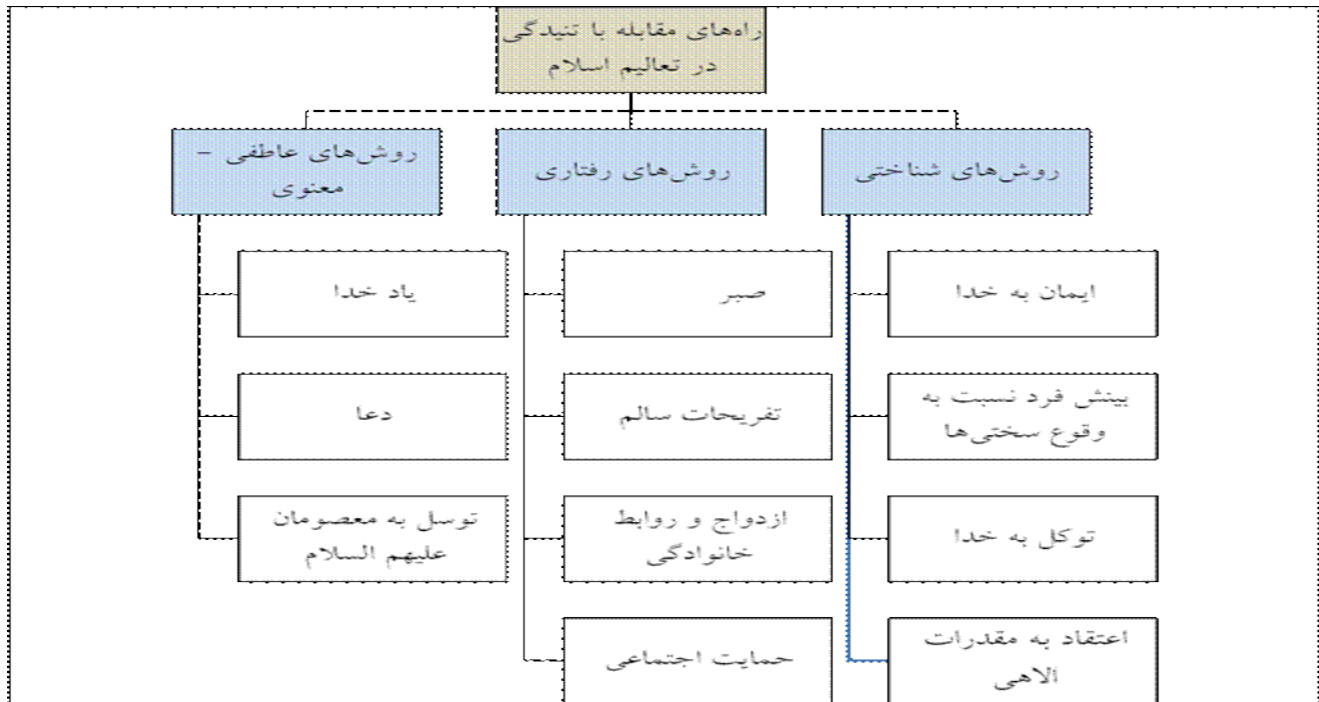 راه‌های مقابله با تنیدگی
در تعالیم اسلام
روش‌های شناختی
ایمان به خدا
بینش فرد نسبت به
وقوع سختی‌ها
توکل به خدا
اعتقاد به مقدرات
الاهی
روش‌های رفتاری
صبر
تفریحات سالم
ازدواج و روابط
خانوادگی
حمایت اجتماعی
روش‌های عاطفی –
معنوی
یاد خدا
دعا
توسل به معصومان
علیهم السلام